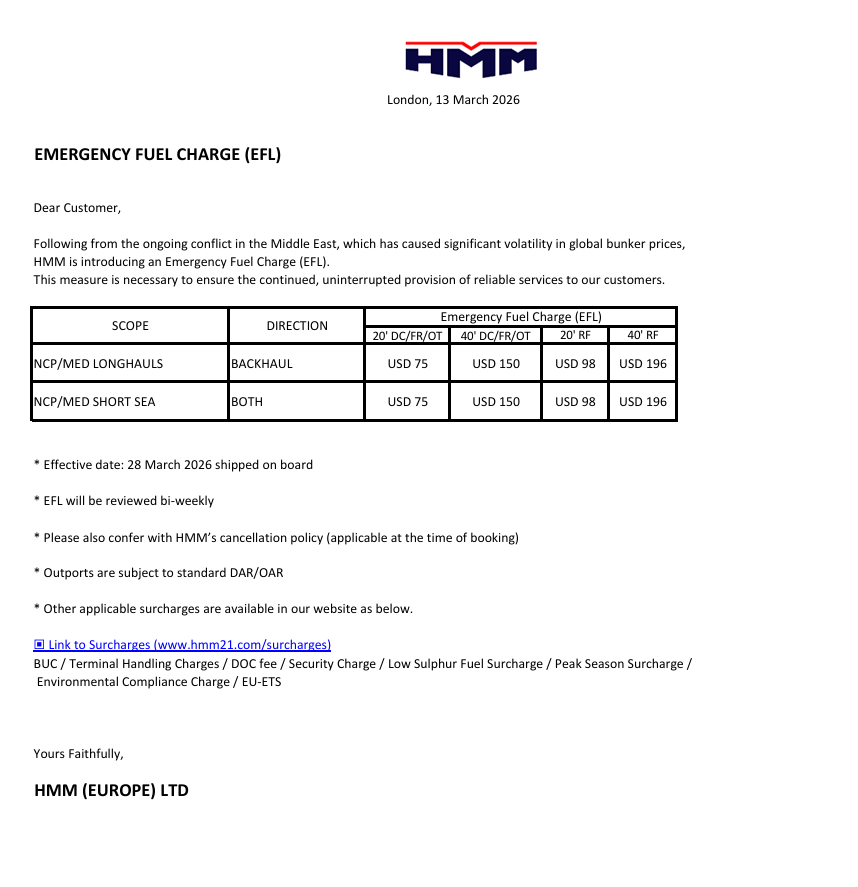 HMM
London, 13 March 2026
EMERGENCY FUEL CHARGE (EFL)
Dear Customer,
Following from the ongoing conflict in the Middle East, which has caused significant volatility in global bunker prices,
HMM is introducing an Emergency Fuel Charge (EFL).
This measure is necessary to ensure the continued, uninterrupted provision of reliable services to our customers.
SCOPE DIRECTION Emergency Fuel Charge (EFL)
20' DC/FR/OT 40' DC/FR/OT 20' RF 40' RF
NCP/MED LONGHAULS BACKHAUL USD 75 USD 150 USD 98 USD 196
NCP/MED SHORT SEA BOTH USD 75 USD 150 USD 98 USD 196
* Effective date: 28 March 2026 shipped on board
* EFL will be reviewed bi-weekly
* Please also confer with HMM’s cancellation policy (applicable at the time of booking)
* Outports are subject to standard DAR/OAR
* Other applicable surcharges are available in our website as below.
▣ Link to Surcharges (www.hmm21.com/surcharges)
BUC / Terminal Handling Charges / DOC fee / Security Charge / Low Sulphur Fuel Surcharge / Peak Season Surcharge /
Environmental Compliance Charge / EU-ETS
Yours Faithfully,
HMM (EUROPE) LTD